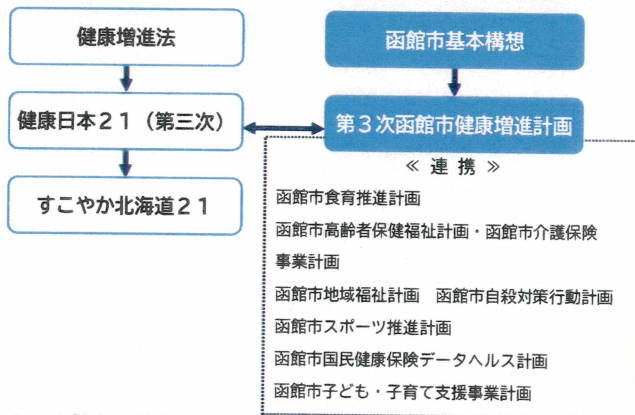 健康増進法
函館市基本構想
健康日本２１（第三次）
第３次函館市健康増進計画
すこやか北海道２１
≪ 連 携 ≫
函館市食育推進計画
函館市高齢者保健福祉計画・函館市介護保険
事業計画
函館市地域福祉計画　函館市自殺対策行動計画
函館市スポーツ推進計画
函館市国民健康保険データヘルス計画
函館市子ども・子育て支援事業計画